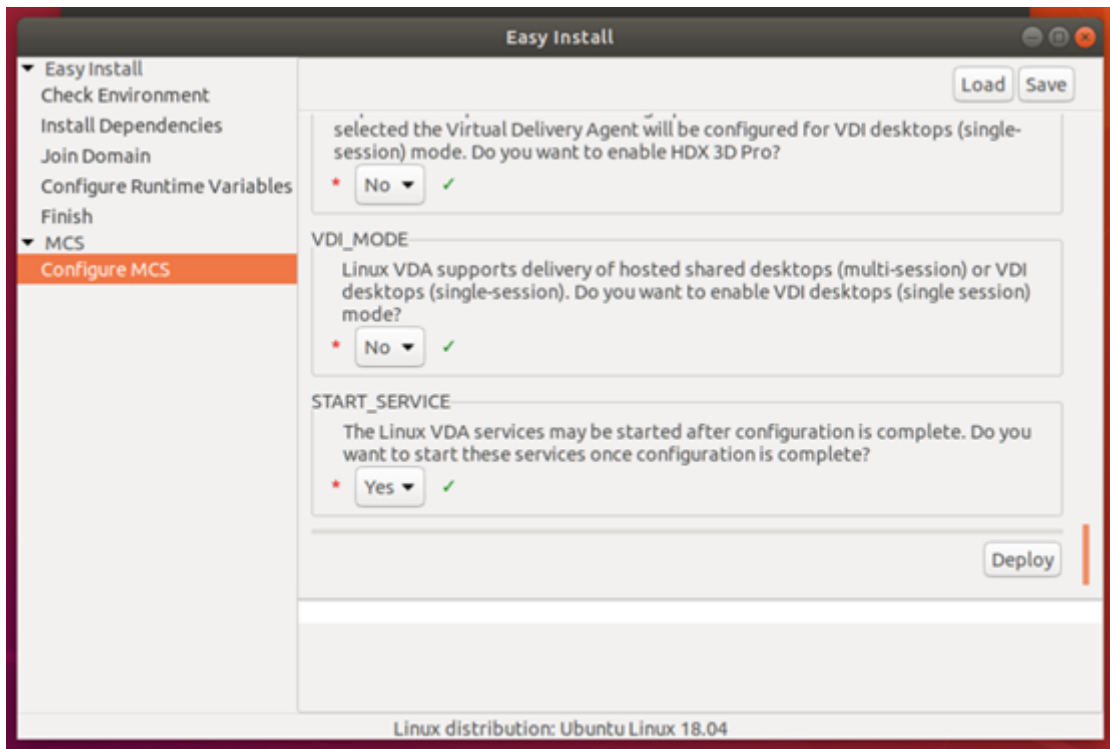 Easy Install
Easy Install
Check Environment
Install Dependencies
Join Domain
Configure Runtime Variables
Finish
MCS
Configure MCS
Load Save
selected the Virtual Delivery Agent will be configured for VDI desktops (single-
session) mode. Do you want to enable HDX 3D Pro?
* No ✓
VDI_MODE
Linux VDA supports delivery of hosted shared desktops (multi-session) or VDI
desktops (single-session). Do you want to enable VDI desktops (single session)
mode?
* No ✓
START_SERVICE
The Linux VDA services may be started after configuration is complete. Do you
want to start these services once configuration is complete?
* Yes ✓
Deploy
Linux distribution: Ubuntu Linux 18.04